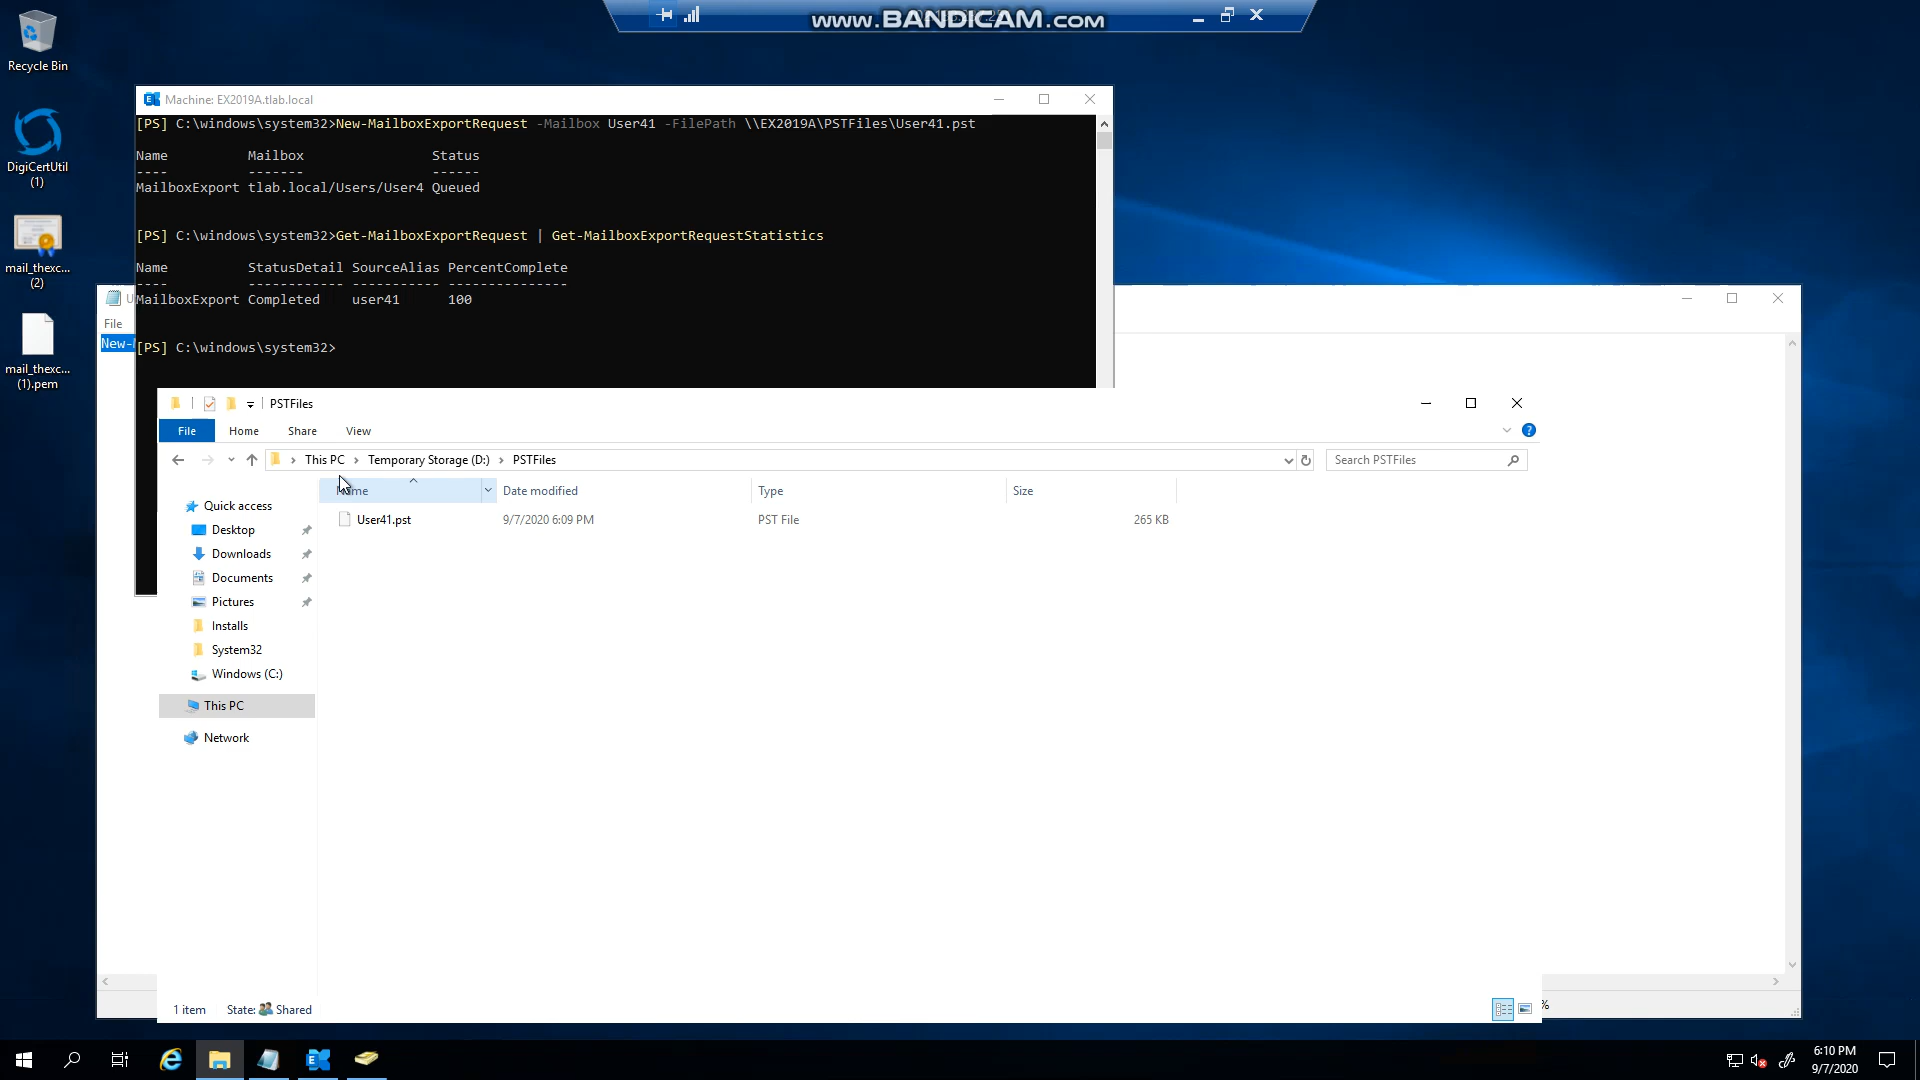 www.BANDICAM.com
Recycle Bin
DigiCertUtil
(1)
mail_thexc...
(2)
mail_thexc...
(1).pem
Machine: EX2019A.tlab.local
[PS] C:\windows\system32>New-MailboxExportRequest -Mailbox User41 -FilePath \\EX2019A\PSTFiles\User41.pst
Name Mailbox Status
---- ------- ------
MailboxExport tlab.local/Users/User4 Queued
[PS] C:\windows\system32>Get-MailboxExportRequest | Get-MailboxExportRequestStatistics
Name StatusDetail SourceAlias PercentComplete
---- ------------ ----------- ---------------
MailboxExport Completed user41 100
[PS] C:\windows\system32>
File
New-
PSTFiles
File Home Share View
This PC > Temporary Storage (D:) > PSTFiles
Search PSTFiles
Name Date modified Type Size
User41.pst 9/7/2020 6:09 PM PST File 265 KB
Quick access
Desktop
Downloads
Documents
Pictures
Installs
System32
Windows (C:)
This PC
Network
1 item State: Shared
%
6:10 PM
9/7/2020